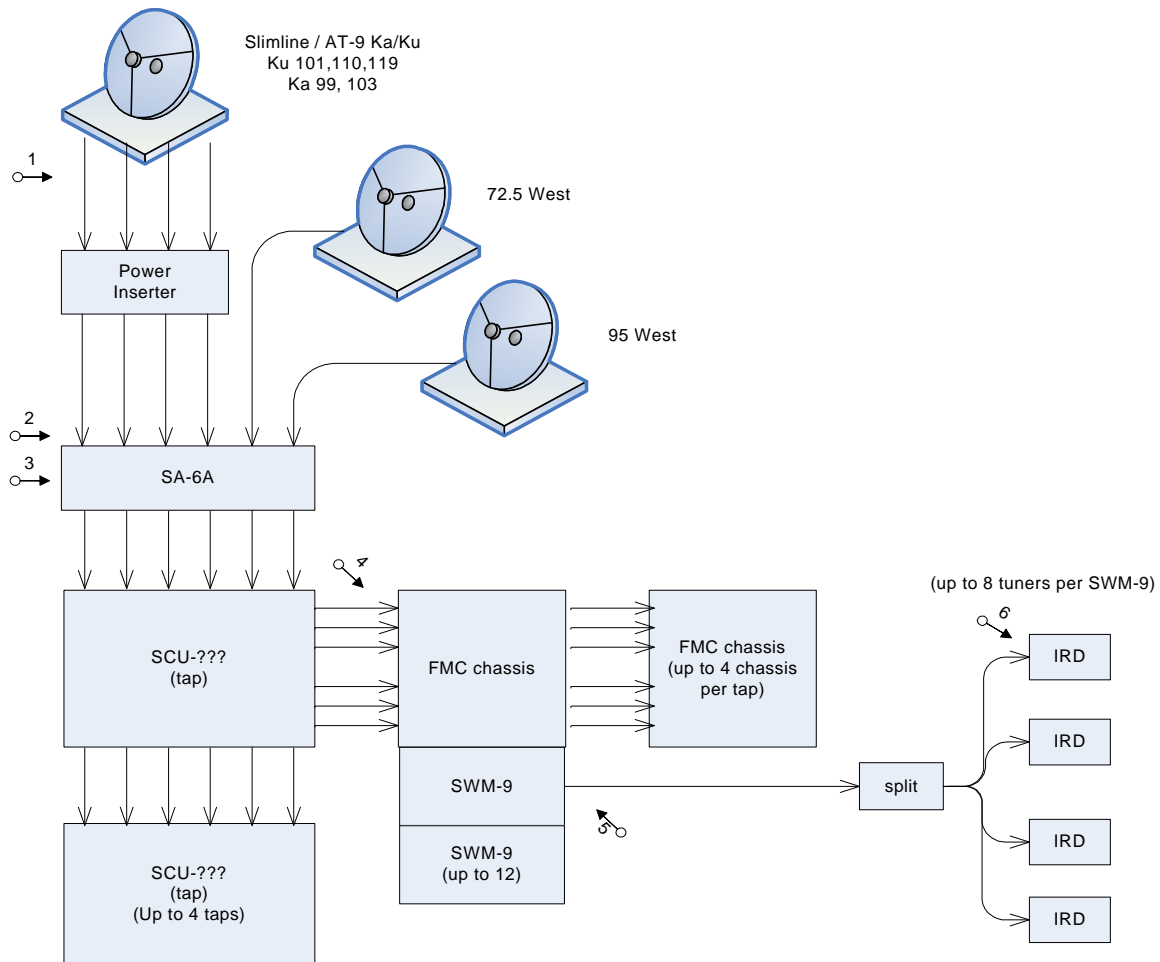 Slimline / AT-9 Ka/Ku
Ku 101,110,119
Ka 99, 103
1
72.5 West
Power
Inserter
95 West
2
3
SA-6A
4
(up to 8 tuners per SWM-9)
6
SCU-???
(tap)
FMC chassis
FMC chassis
(up to 4 chassis
per tap)
IRD
IRD
SWM-9
split
5
IRD
SWM-9
(up to 12)
SCU-???
(tap)
(Up to 4 taps)
IRD